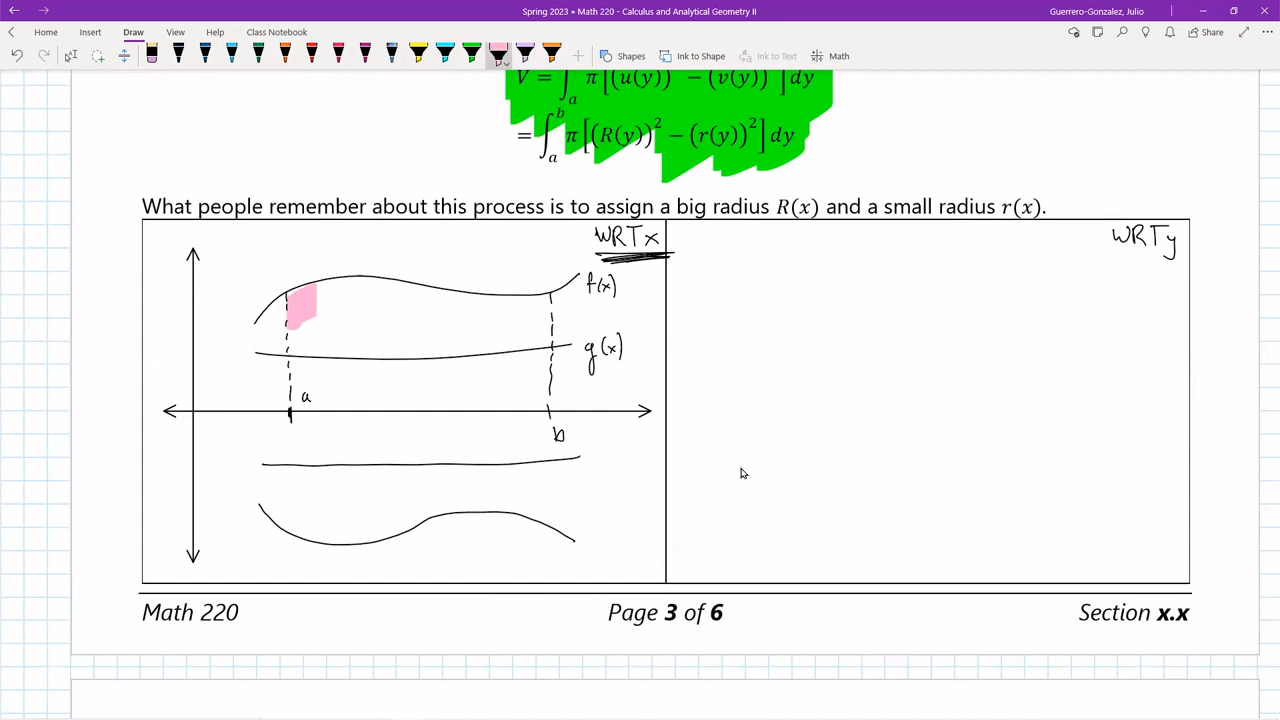 Spring 2023 » Math 220 - Calculus and Analytical Geometry II
Guerrero-Gonzalez, Julio
Home Insert Draw View Help Class Notebook
Share
Shapes Ink to Shape Ink to Text Math
V = ∫ₐ π[(u(y)) − (v(y)) ]dy
= ∫ₐᵇ π[(R(y))² − (r(y))²]dy
What people remember about this process is to assign a big radius R(x) and a small radius r(x).
WRTx
WRTy
f(x)
g(x)
a
b
Math 220 Page 3 of 6 Section x.x